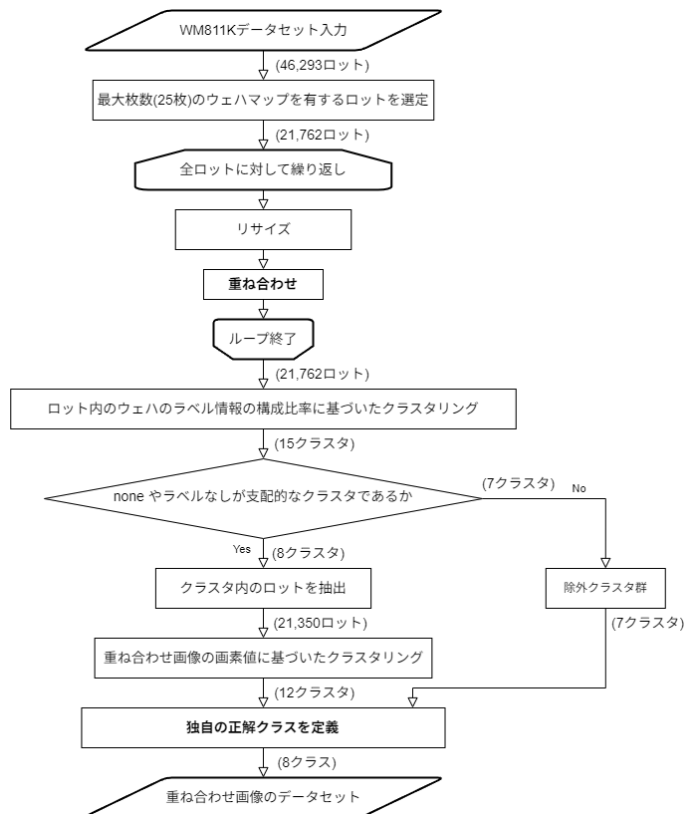 WM811Kデータセット入力
(46,293ロット)
最大枚数(25枚)のウェハマップを有するロットを選定
(21,762ロット)
全ロットに対して繰り返し
リサイズ
重ね合わせ
ループ終了
(21,762ロット)
ロット内のウェハのラベル情報の構成比率に基づいたクラスタリング
(15クラスタ)
none やラベルなしが支配的なクラスタであるか
(7クラスタ)
No
Yes
(8クラスタ)
クラスタ内のロットを抽出
除外クラスタ群
(21,350ロット)
(7クラスタ)
重ね合わせ画像の画素値に基づいたクラスタリング
(12クラスタ)
独自の正解クラスを定義
(8クラス)
重ね合わせ画像のデータセット